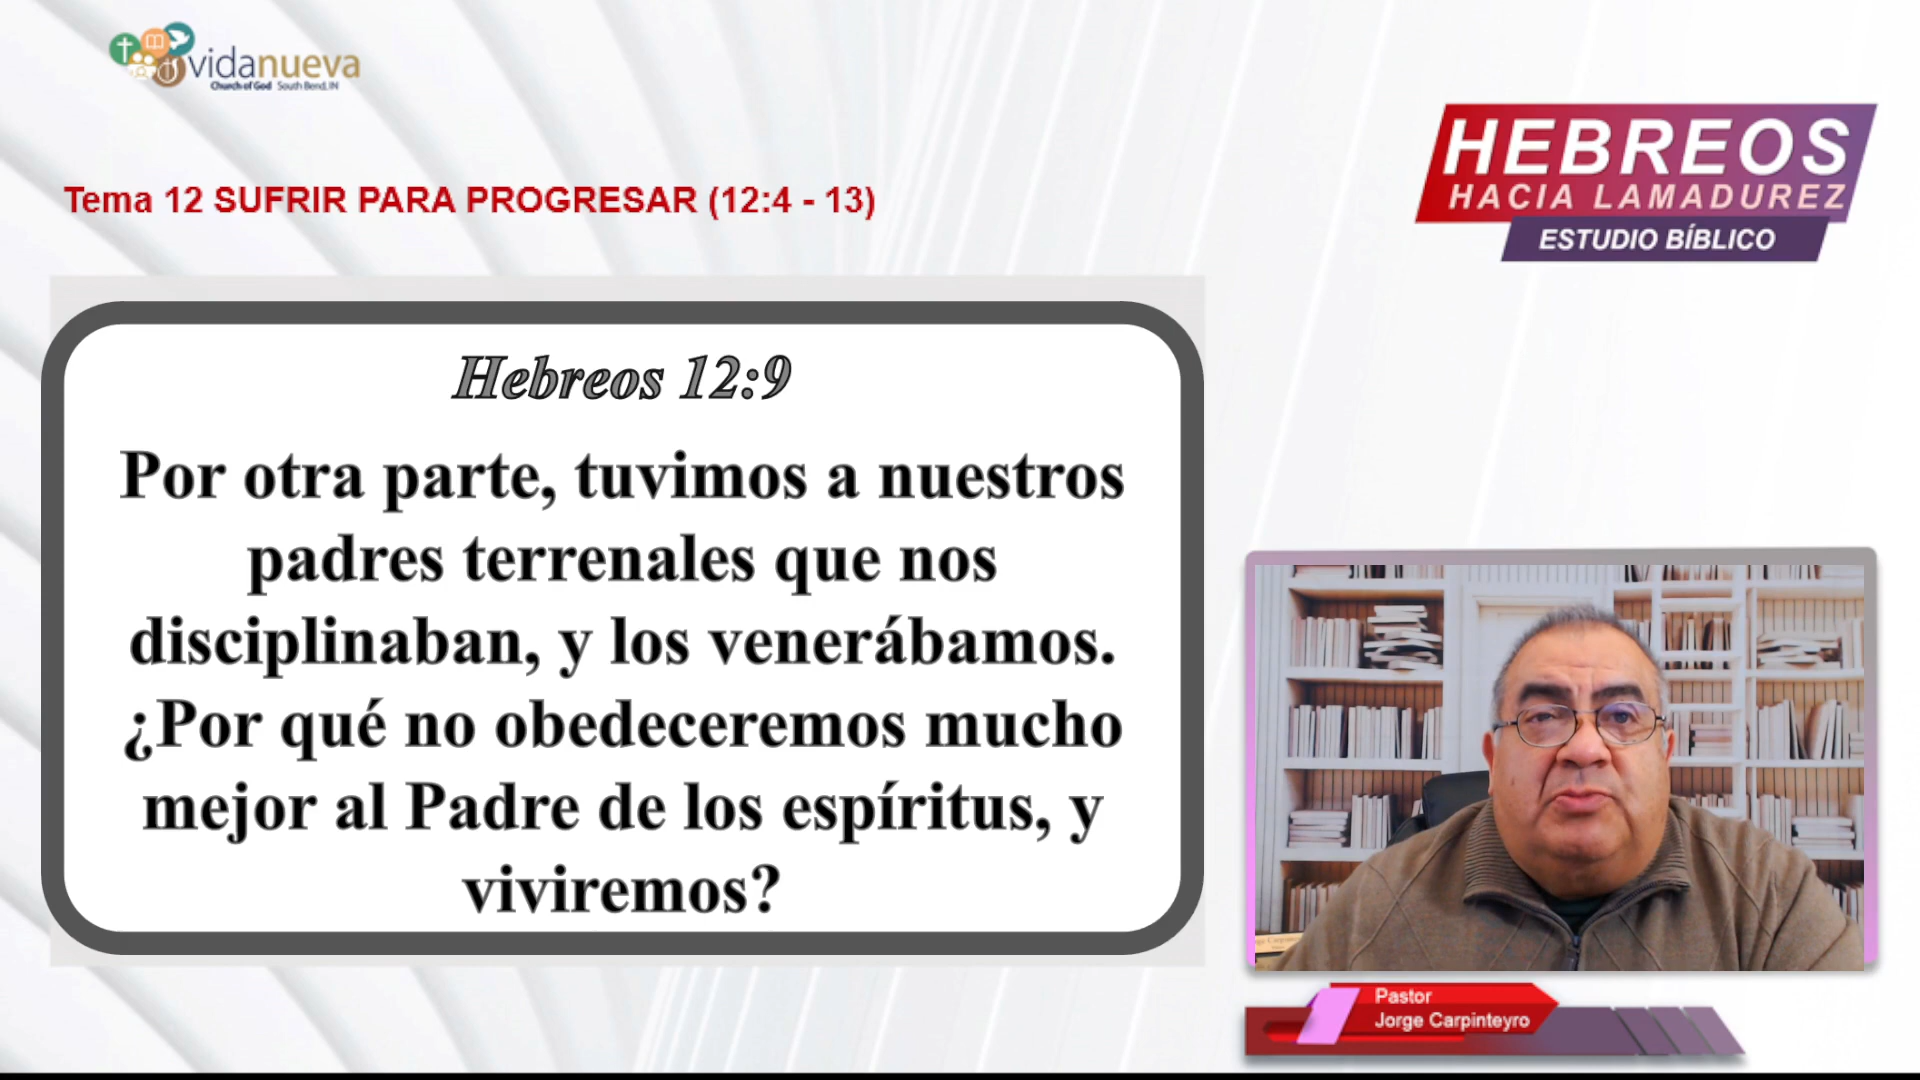 vidanueva
Church of God South Bend, IN
HEBREOS
HACIA LAMADUREZ
ESTUDIO BÍBLICO
Tema 12 SUFRIR PARA PROGRESAR (12:4 - 13)
Hebreos 12:9
Por otra parte, tuvimos a nuestros
padres terrenales que nos
disciplinaban, y los venerábamos.
¿Por qué no obedeceremos mucho
mejor al Padre de los espíritus, y
viviremos?
Pastor
Jorge Carpinteyro